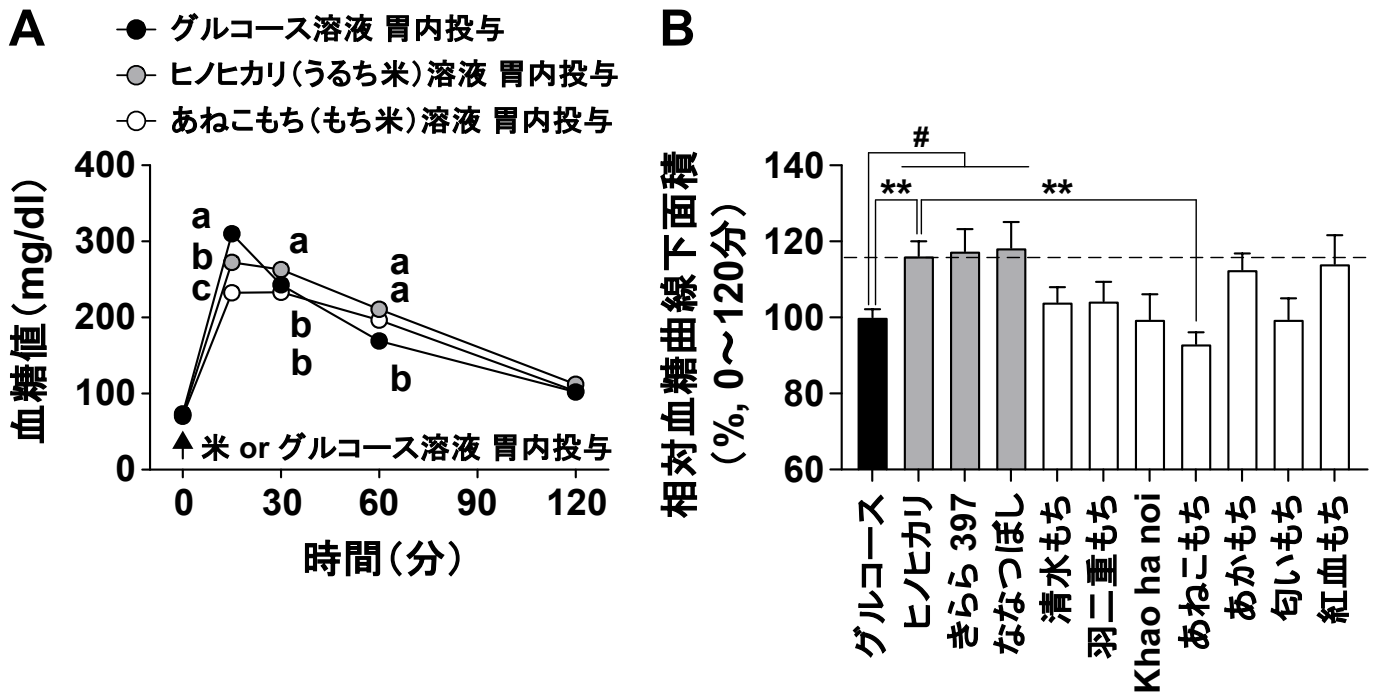 A
グルコース溶液 胃内投与
ヒノヒカリ(うるち米)溶液 胃内投与
あねこもち(もち米)溶液 胃内投与
血糖値(mg/dl)
400
300
200
100
0
a
b
c
a
b
b
a
a
b
米 or グルコース溶液 胃内投与
0
30
60
90
120
時間(分)
B
相対血糖曲線下面積
(%, 0〜120分)
140
120
100
80
60
#
**
**
グルコース
ヒノヒカリ
きらら 397
ななつぼし
清水もち
羽二重もち
Khao ha noi
あねこもち
あかもち
匂いもち
紅血もち